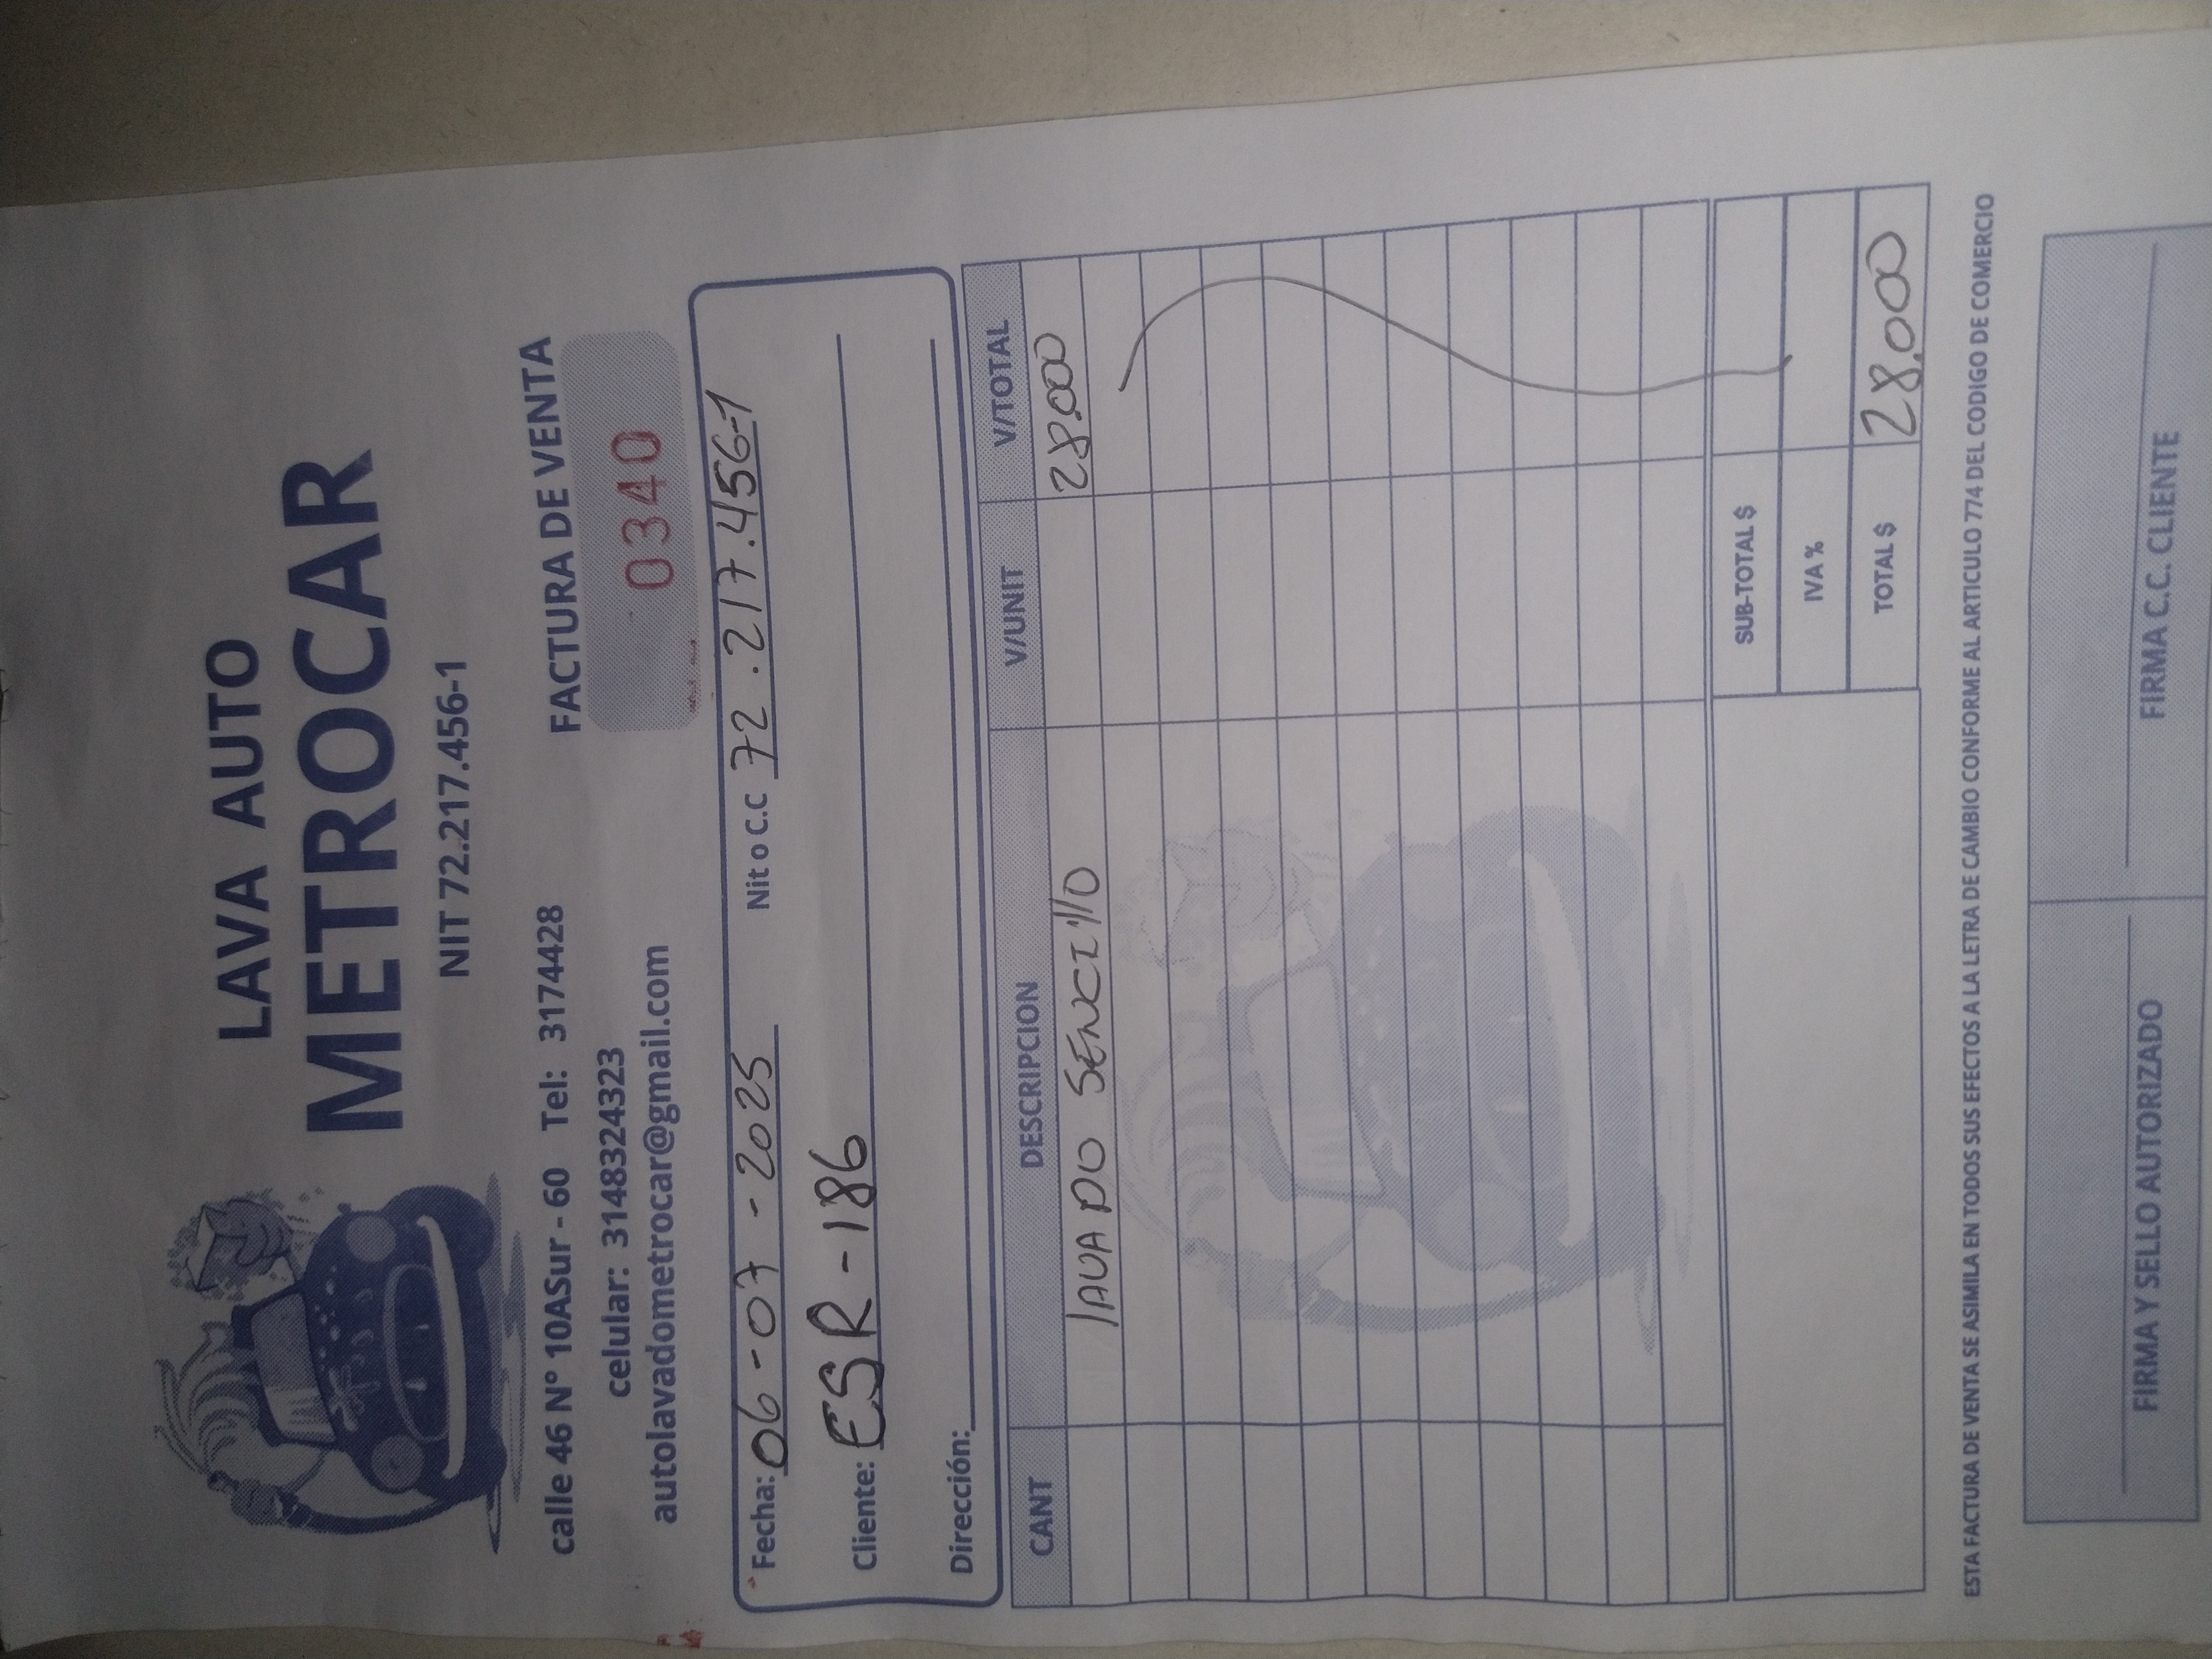 LAVA AUTO
METROCAR
NIT 72.217.456-1
calle 46 N° 10ASur - 60 Tel: 3174428
celular: 3148324323
autolavadometrocar@gmail.com
FACTURA DE VENTA
0340
Fecha: 06-07-2025 Nit o C.C 72.217.456-1
Cliente: ESR-186
Dirección:
CANT DESCRIPCION V/UNIT V/TOTAL
lAVADO SENCIllO 28.000
SUB-TOTAL $
IVA %
TOTAL $ 28.000
ESTA FACTURA DE VENTA SE ASIMILA EN TODOS SUS EFECTOS A LA LETRA DE CAMBIO CONFORME AL ARTICULO 774 DEL CODIGO DE COMERCIO
FIRMA Y SELLO AUTORIZADO FIRMA C.C. CLIENTE